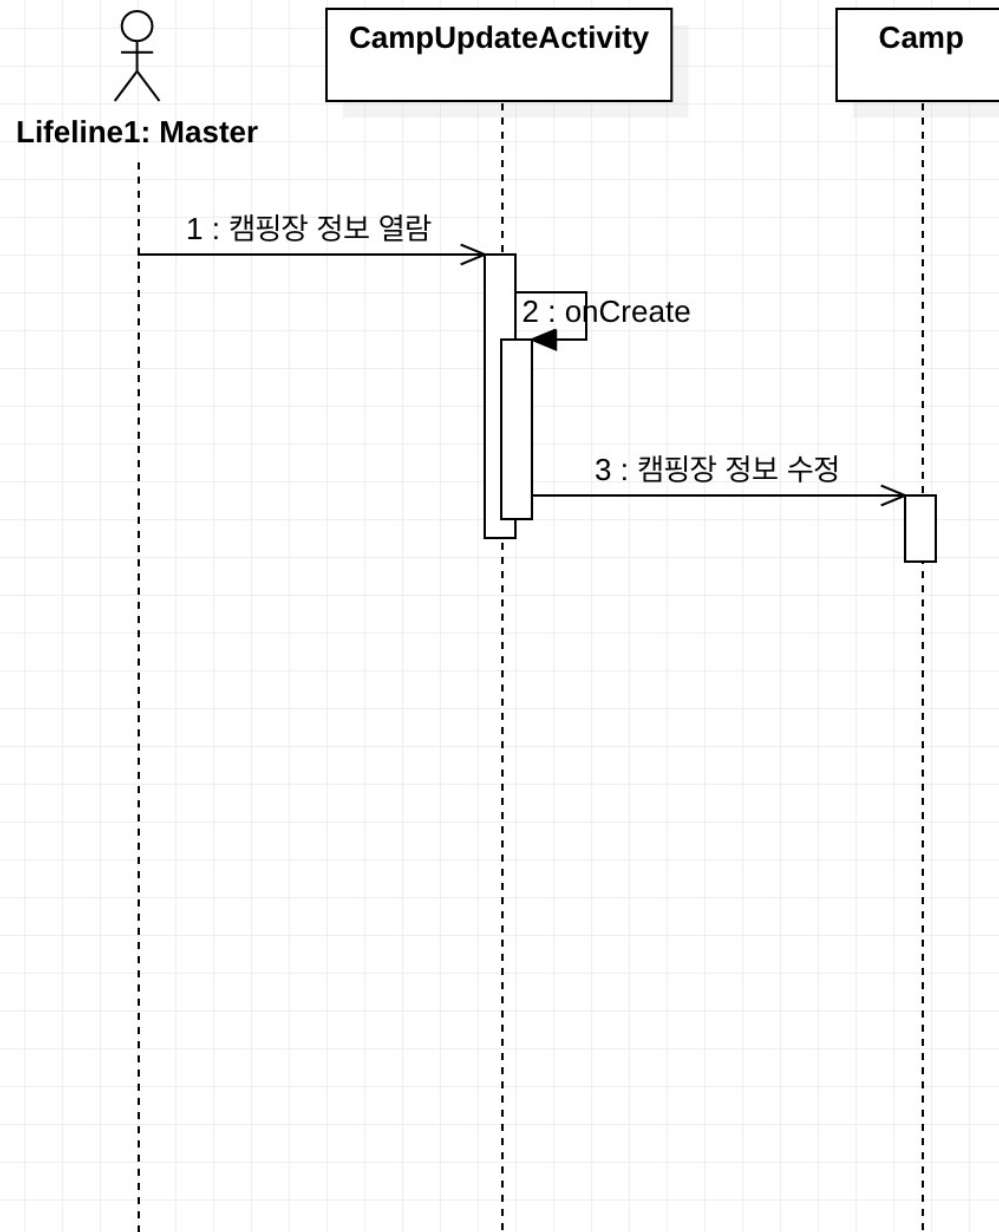 CampUpdateActivity
Camp
Lifeline1: Master
1 : 캠핑장 정보 열람
2 : onCreate
3 : 캠핑장 정보 수정